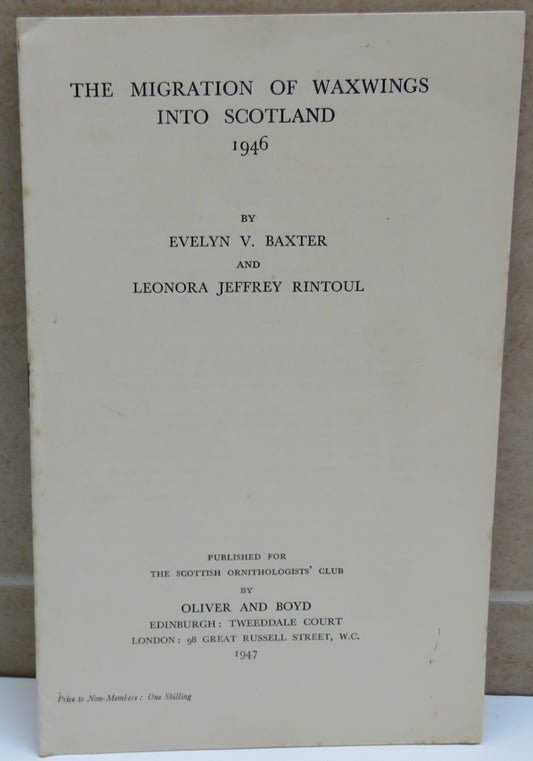 THE MIGRATION OF WAXWINGS
INTO SCOTLAND
1946
BY
EVELYN V. BAXTER
AND
LEONORA JEFFREY RINTOUL
PUBLISHED FOR
THE SCOTTISH ORNITHOLOGISTS' CLUB
BY
OLIVER AND BOYD
EDINBURGH: TWEEDDALE COURT
LONDON: 98 GREAT RUSSELL STREET, W.C.
1947
Price to Non-Members: One Shilling